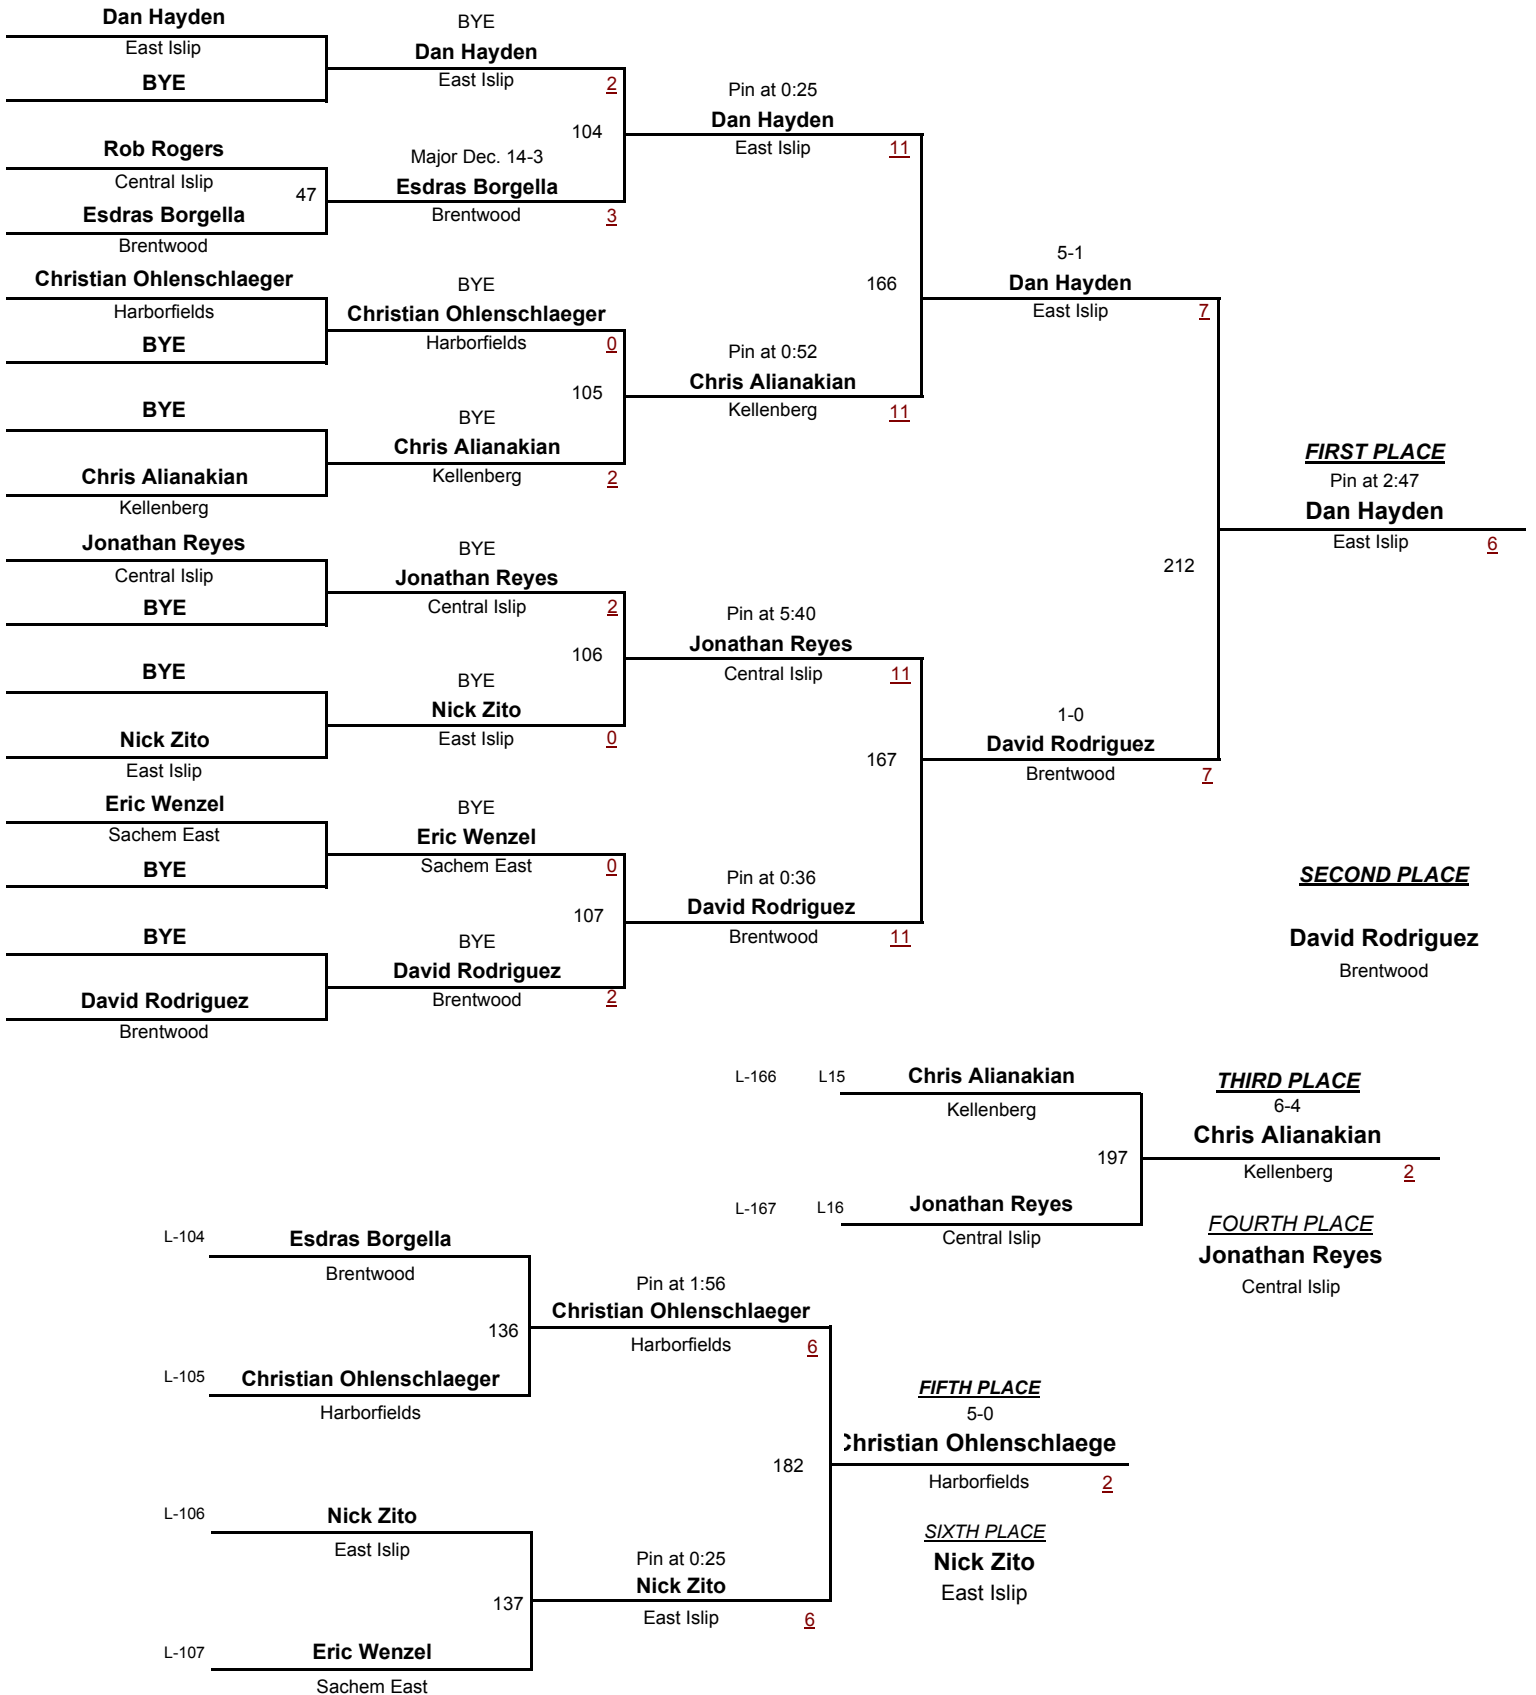 Dan Hayden
East Islip
BYE
Rob Rogers
Central Islip
47
Esdras Borgella
Brentwood
Christian Ohlenschlaeger
Harborfields
BYE
BYE
Chris Alianakian
Kellenberg
Jonathan Reyes
Central Islip
BYE
BYE
Nick Zito
East Islip
Eric Wenzel
Sachem East
BYE
BYE
David Rodriguez
Brentwood
BYE
Dan Hayden
East Islip
2
104
Major Dec. 14-3
Esdras Borgella
Brentwood
3
BYE
Christian Ohlenschlaeger
Harborfields
0
105
BYE
Chris Alianakian
Kellenberg
2
BYE
Jonathan Reyes
Central Islip
2
106
BYE
Nick Zito
East Islip
0
BYE
Eric Wenzel
Sachem East
0
107
BYE
David Rodriguez
Brentwood
2
Pin at 0:25
Dan Hayden
East Islip
11
166
Pin at 0:52
Chris Alianakian
Kellenberg
11
Pin at 5:40
Jonathan Reyes
Central Islip
11
167
Pin at 0:36
David Rodriguez
Brentwood
11
5-1
Dan Hayden
East Islip
7
212
1-0
David Rodriguez
Brentwood
7
FIRST PLACE
Pin at 2:47
Dan Hayden
East Islip
6
SECOND PLACE
David Rodriguez
Brentwood
L-166
L15
Chris Alianakian
Kellenberg
197
L-167
L16
Jonathan Reyes
Central Islip
THIRD PLACE
6-4
Chris Alianakian
Kellenberg
2
FOURTH PLACE
Jonathan Reyes
Central Islip
L-104
Esdras Borgella
Brentwood
136
L-105
Christian Ohlenschlaeger
Harborfields
L-106
Nick Zito
East Islip
137
L-107
Eric Wenzel
Sachem East
Pin at 1:56
Christian Ohlenschlaeger
Harborfields
6
182
Pin at 0:25
Nick Zito
East Islip
6
FIFTH PLACE
5-0
Christian Ohlenschlaege
Harborfields
2
SIXTH PLACE
Nick Zito
East Islip